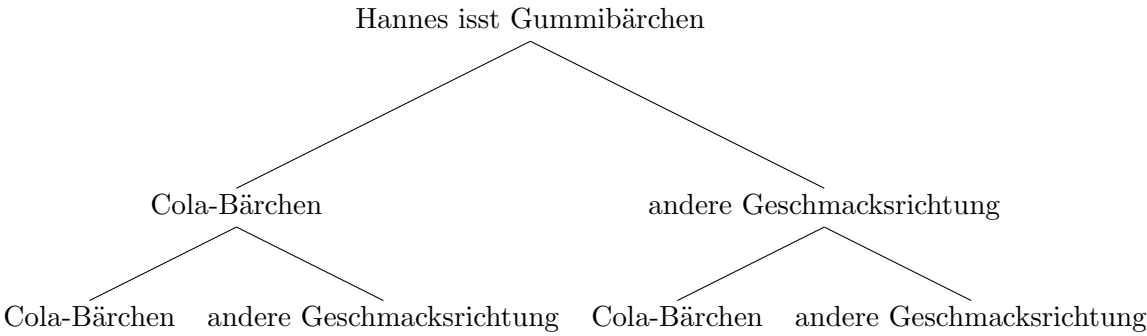 Hannes isst Gummibärchen
Cola-Bärchen andere Geschmacksrichtung
Cola-Bärchen andere Geschmacksrichtung Cola-Bärchen andere Geschmacksrichtung